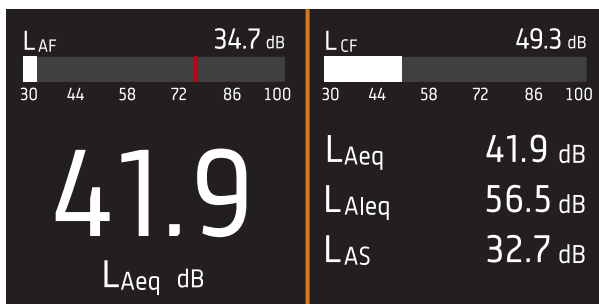 LAF 34.7 dB
30 44 58 72 86 100
41.9
LAeq dB
LCF 49.3 dB
30 44 58 72 86 100
LAeq 41.9 dB
LAIeq 56.5 dB
LAS 32.7 dB